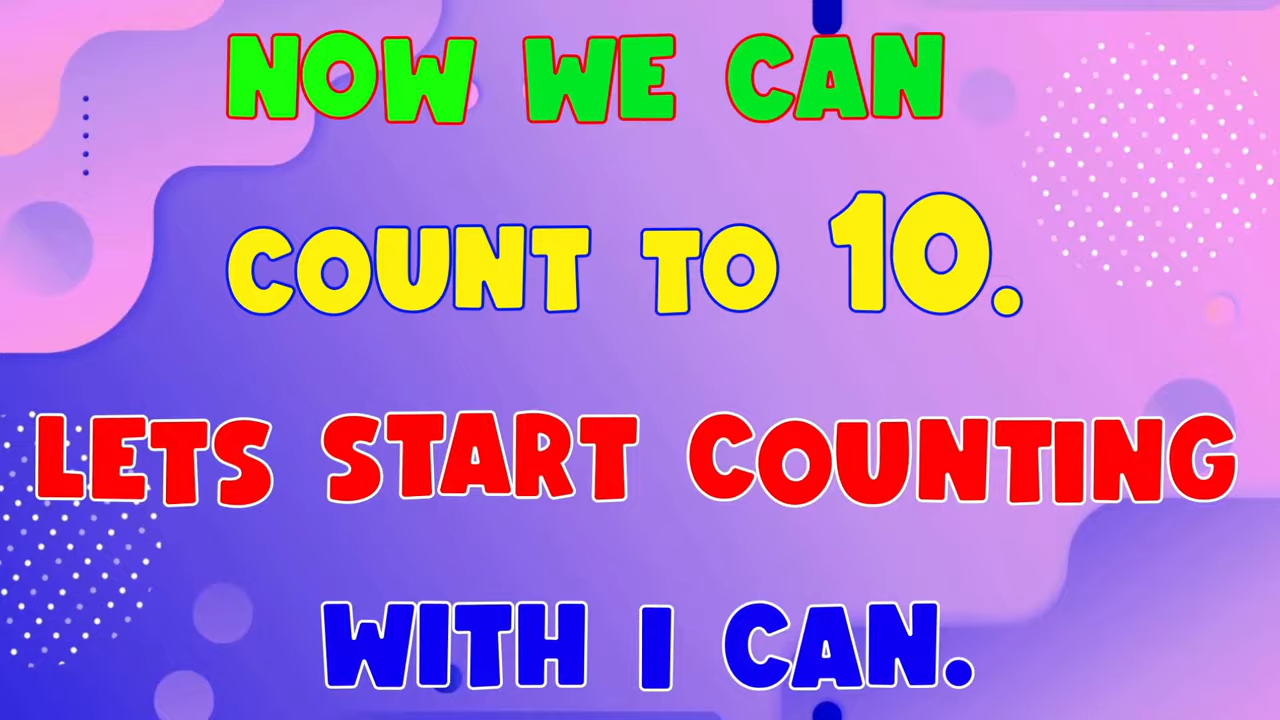 NOW WE CAN
COUNT TO 10.
LETS START COUNTING
WITH I CAN.